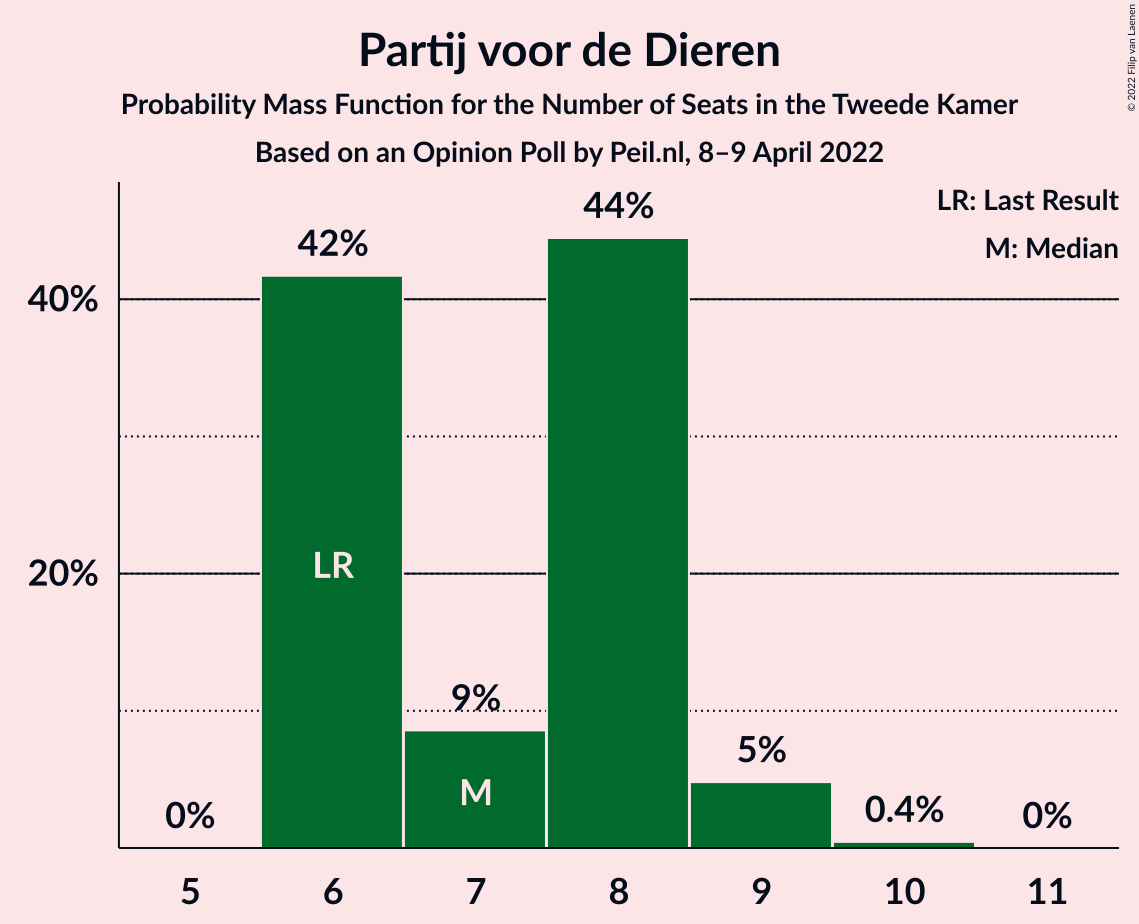 Partij voor de Dieren
Probability Mass Function for the Number of Seats in the Tweede Kamer
Based on an Opinion Poll by Peil.nl, 8–9 April 2022
© 2022 Filip van Laenen
LR: Last Result
M: Median
44%
42%
40%
LR
20%
9%
M
5%
0%
0.4%
0%
5 6 7 8 9 10 11